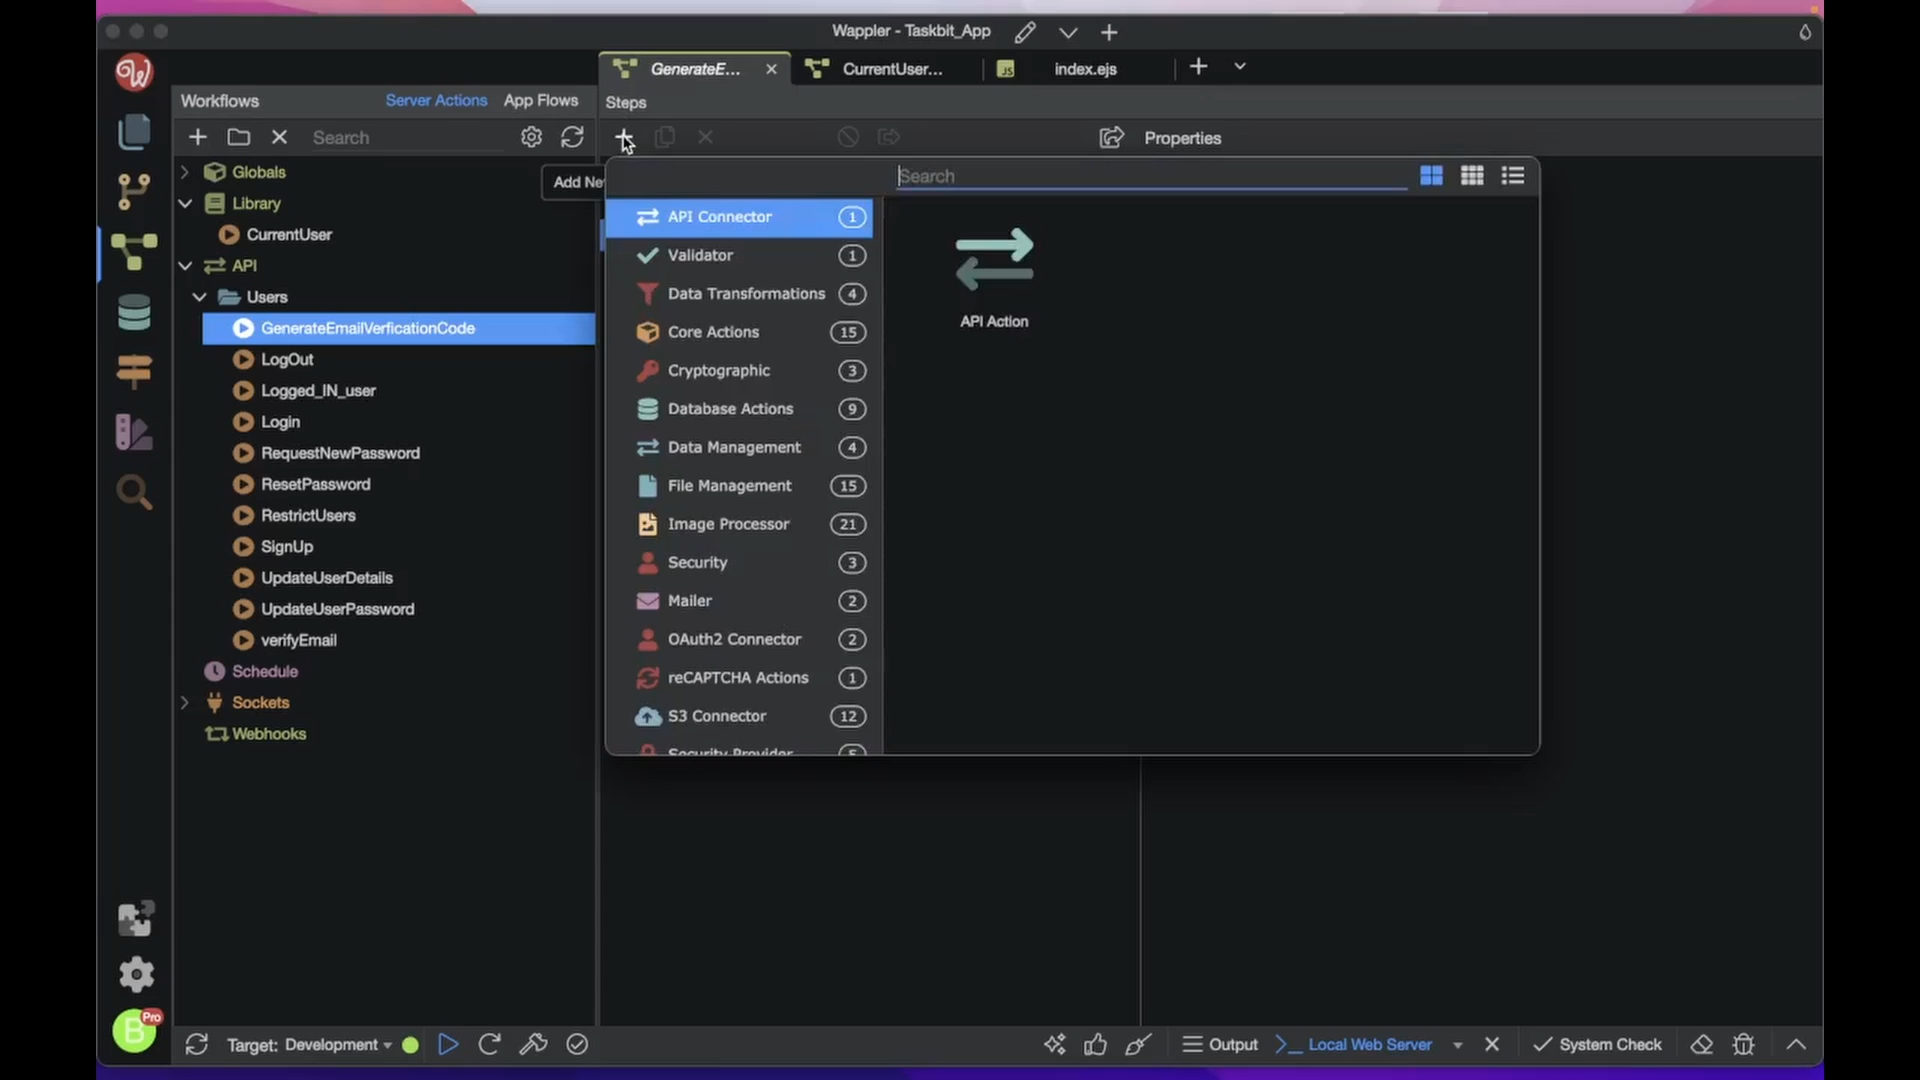 Wappler - Taskbit_App
GenerateE...
CurrentUser...
JS
index.ejs
Workflows
Server Actions
App Flows
Steps
Search
Properties
Globals
Library
CurrentUser
API
Users
GenerateEmailVerficationCode
LogOut
Logged_IN_user
Login
RequestNewPassword
ResetPassword
RestrictUsers
SignUp
UpdateUserDetails
UpdateUserPassword
verifyEmail
Schedule
Sockets
Webhooks
Add Ne
Search
API Connector 1
Validator 1
Data Transformations 4
Core Actions 15
Cryptographic 3
Database Actions 9
Data Management 4
File Management 15
Image Processor 21
Security 3
Mailer 2
OAuth2 Connector 2
reCAPTCHA Actions 1
S3 Connector 12
Security Provider 5
API Action
Pro
B
Target: Development
Output
Local Web Server
System Check